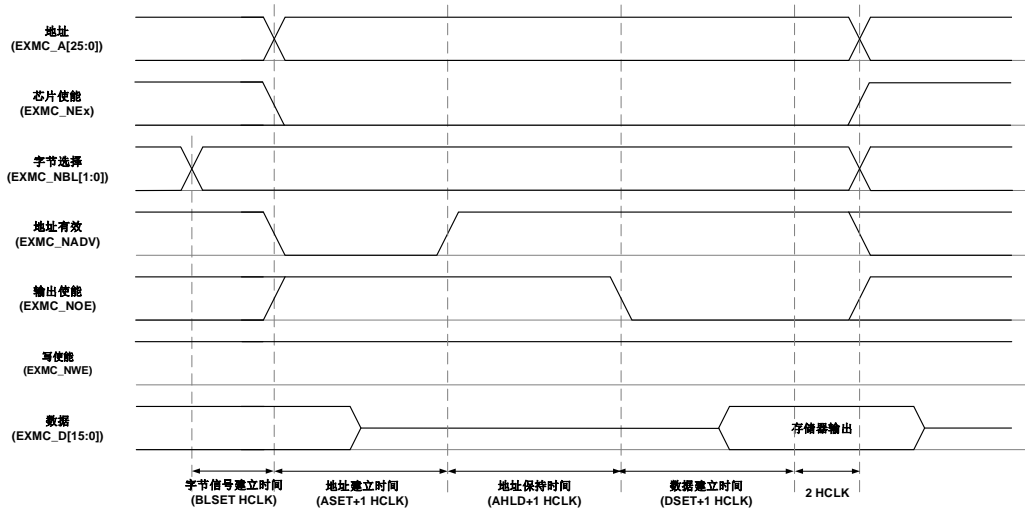 地址
(EXMC_A[25:0])
芯片使能
(EXMC_NEx)
字节选择
(EXMC_NBL[1:0])
地址有效
(EXMC_NADV)
输出使能
(EXMC_NOE)
写使能
(EXMC_NWE)
数据
(EXMC_D[15:0])
存储器输出
字节信号建立时间
(BLSET HCLK)
地址建立时间
(ASET+1 HCLK)
地址保持时间
(AHLD+1 HCLK)
数据建立时间
(DSET+1 HCLK)
2 HCLK